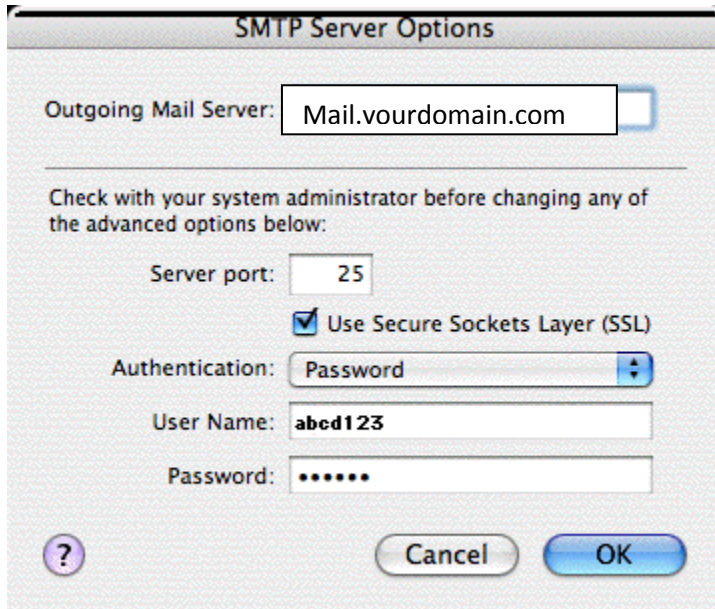 SMTP Server Options
Outgoing Mail Server: Mail.vourdomain.com
Check with your system administrator before changing any of
the advanced options below:
Server port: 25
Use Secure Sockets Layer (SSL)
Authentication: Password
User Name: abcd123
Password: ••••••
? Cancel OK